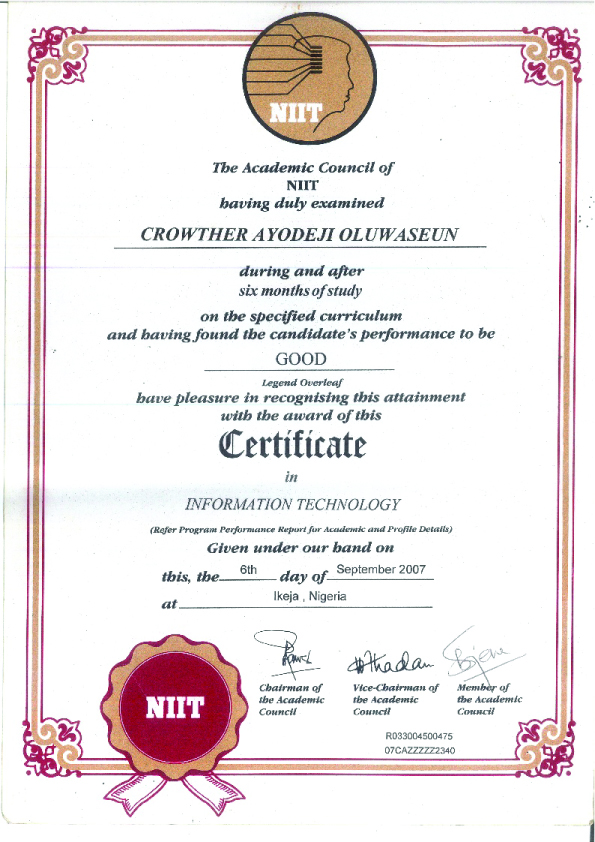 NIIT
The Academic Council of
NIIT
having duly examined
CROWTHER AYODEJI OLUWASEUN
during and after
six months of study
on the specified curriculum
and having found the candidate's performance to be
GOOD
Legend Overleaf
have pleasure in recognising this attainment
with the award of this
Certificate
in
INFORMATION TECHNOLOGY
(Refer Program Performance Report for Academic and Profile Details)
Given under our hand on
this, the 6th day of September 2007
at Ikeja , Nigeria
Chairman of the Academic Council
Vice-Chairman of the Academic Council
Member of the Academic Council
NIIT
R033004500475
07CAZZZZZ2340